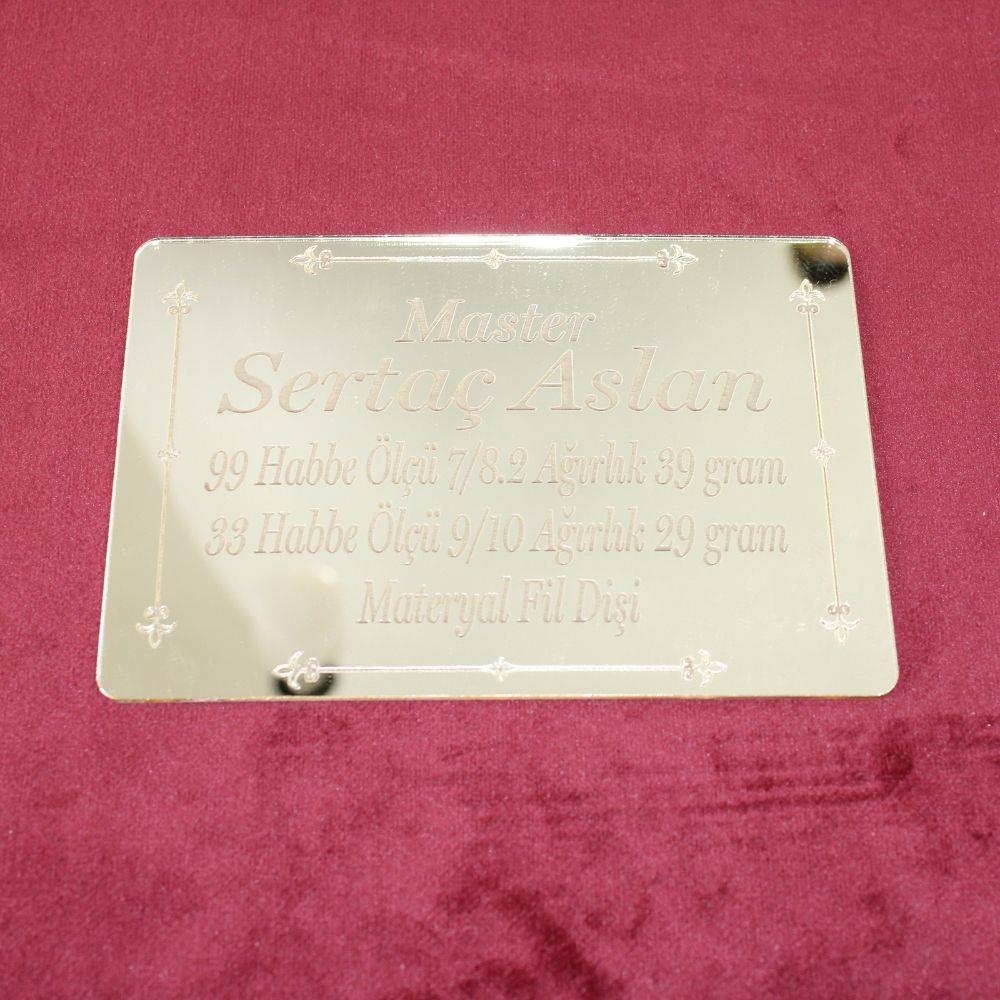 Master
Sertaç Aslan
99 Habbe Ölçü 7/8.2 Ağırlık 39 gram
33 Habbe Ölçü 9/10 Ağırlık 29 gram
Materyal Fil Dişi